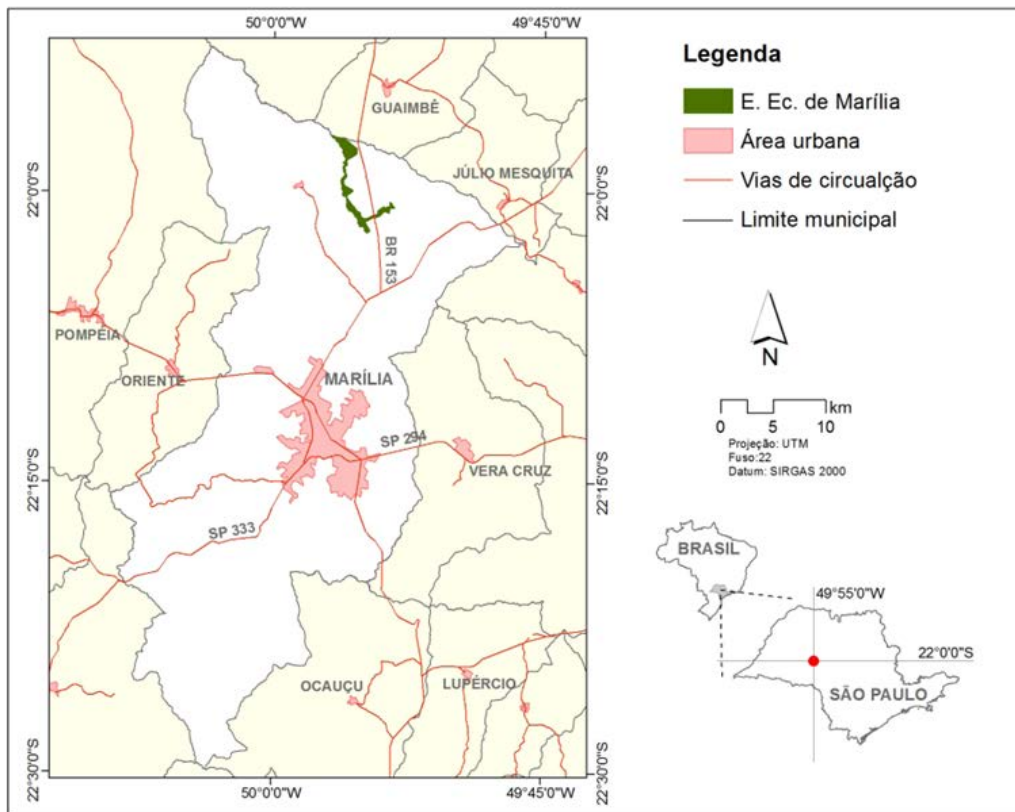 50°0'0"W
49°45'0"W
22°0'0"S
22°15'0"S
22°30'0"S
22°0'0"S
22°15'0"S
22°30'0"S
50°0'0"W
49°45'0"W
GUAIMBÊ
JÚLIO MESQUITA
BR 153
POMPÉIA
ORIENTE
MARÍLIA
SP 294
VERA CRUZ
SP 333
OCAUÇU
LUPÉRCIO
Legenda
E. Ec. de Marília
Área urbana
Vias de circualção
Limite municipal
N
0 5 10 km
Projeção: UTM
Fuso:22
Datum: SIRGAS 2000
BRASIL
49°55'0"W
22°0'0"S
SÃO PAULO